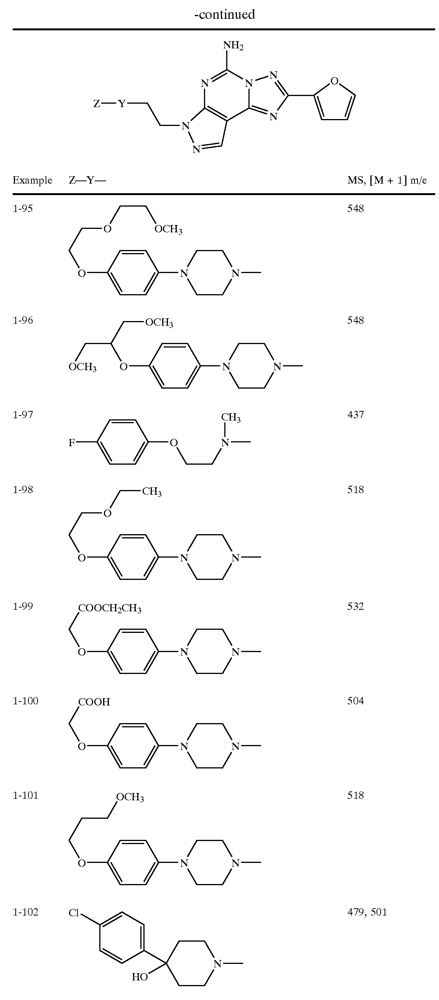 -continued
NH2
N
N
N
O
Z—Y
N
N
N
Example Z—Y— MS, [M + 1] m/e
1-95 548
O OCH3
O N N
1-96 OCH3 548
OCH3 O N N
1-97 CH3 437
F O N
1-98 CH3 518
O
O N N
1-99 COOCH2CH3 532
O N N
1-100 COOH 504
O N N
1-101 OCH3 518
O N N
1-102 Cl 479, 501
N
HO